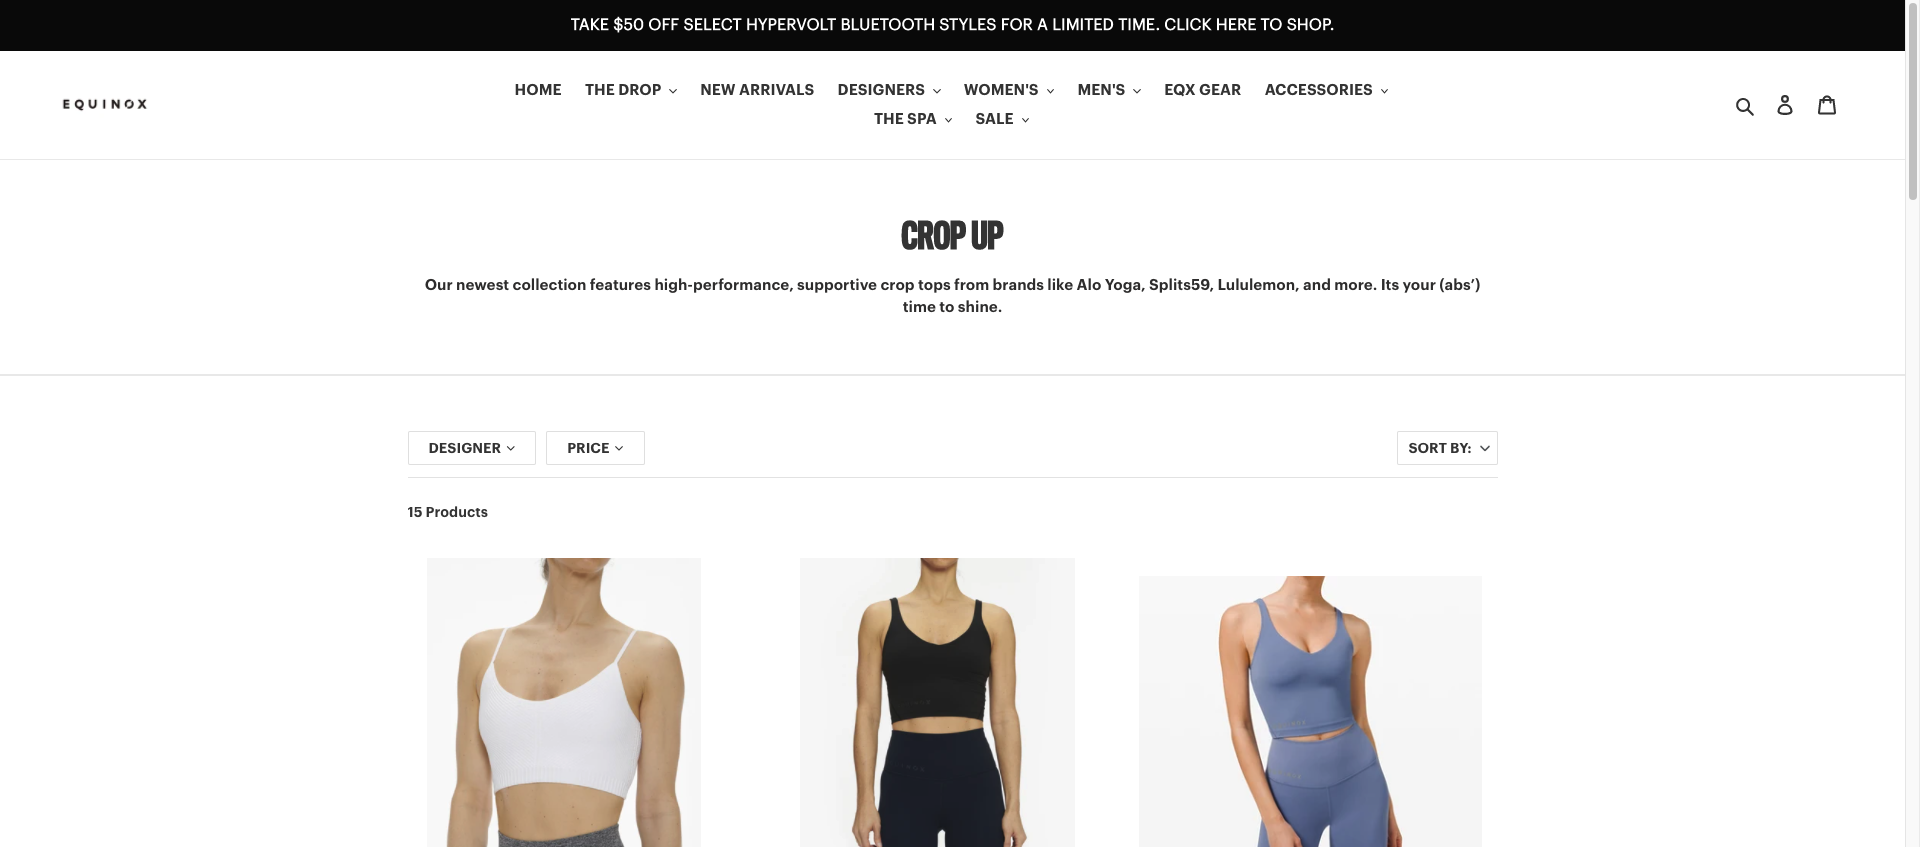 TAKE $50 OFF SELECT HYPERVOLT BLUETOOTH STYLES FOR A LIMITED TIME. CLICK HERE TO SHOP.
EQUINOX
HOME THE DROP NEW ARRIVALS DESIGNERS WOMEN'S MEN'S EQX GEAR ACCESSORIES
THE SPA SALE
CROP UP
Our newest collection features high-performance, supportive crop tops from brands like Alo Yoga, Splits59, Lululemon, and more. Its your (abs’)
time to shine.
DESIGNER PRICE SORT BY:
15 Products